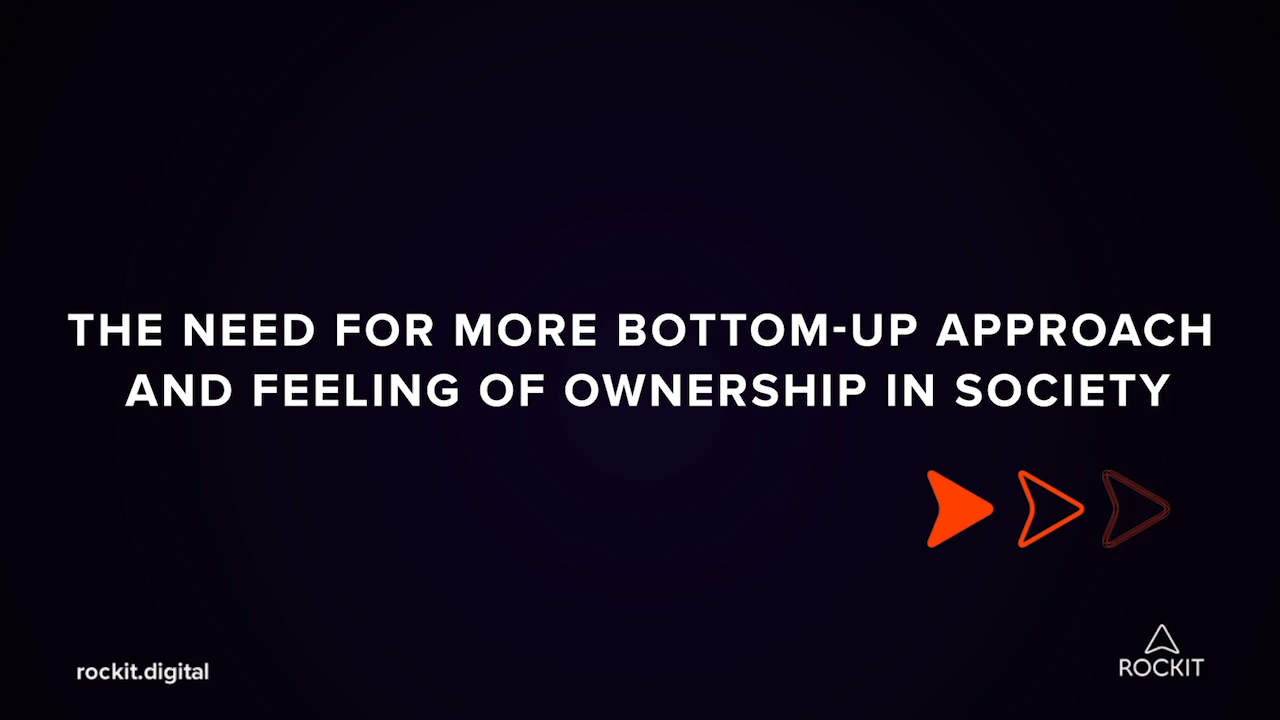 THE NEED FOR MORE BOTTOM-UP APPROACH
AND FEELING OF OWNERSHIP IN SOCIETY
rockit.digital
ROCKIT